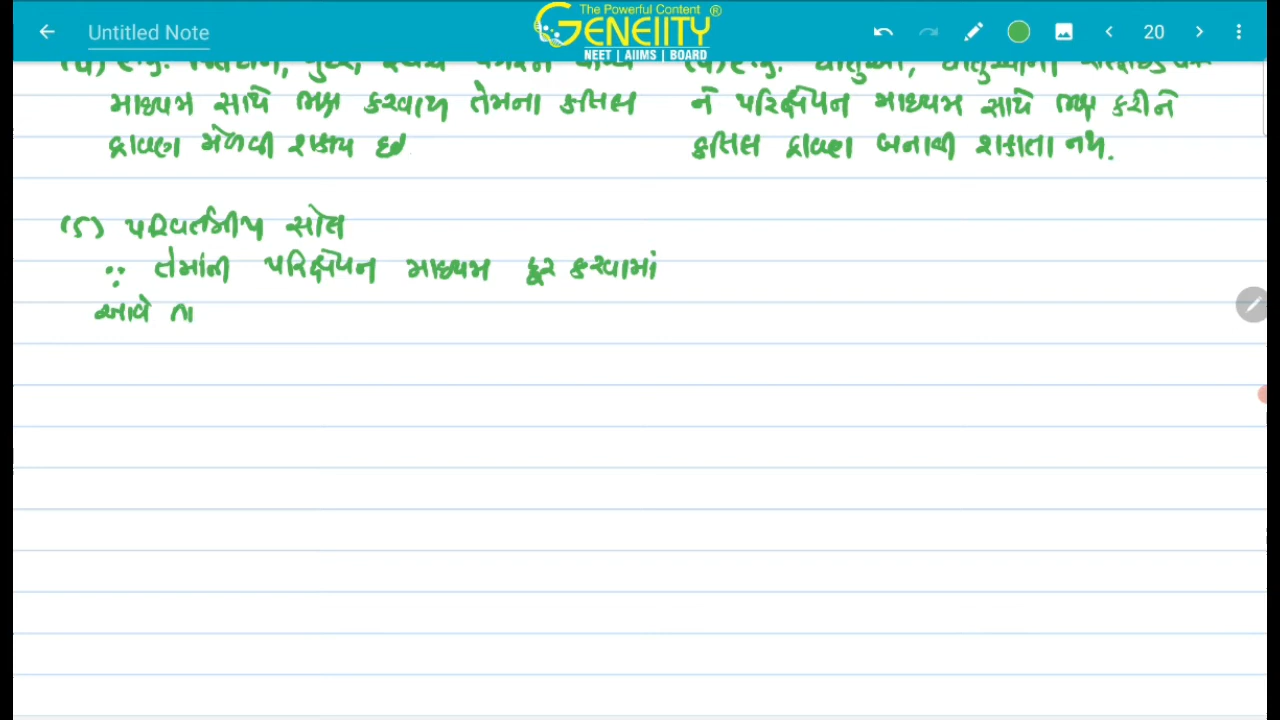 The Powerful Content ®
GENEIITY
NEET | AIIMS | BOARD
Untitled Note
20
માધ્યમ સાથે મિશ્ર કરવાથી તેમના કલિલ
દ્રાવણ મેળવી શકાય છે
ને પરિક્ષેપન માધ્યમ સાથે મિશ્ર કરીને
કલિલ દ્રાવણ બનાવી શકાતા નથી.
(૬) પરિવર્તનીય સોલ
∵ તેમાંની પરિક્ષેપન માધ્યમ દૂર કરવામાં
આવે તા